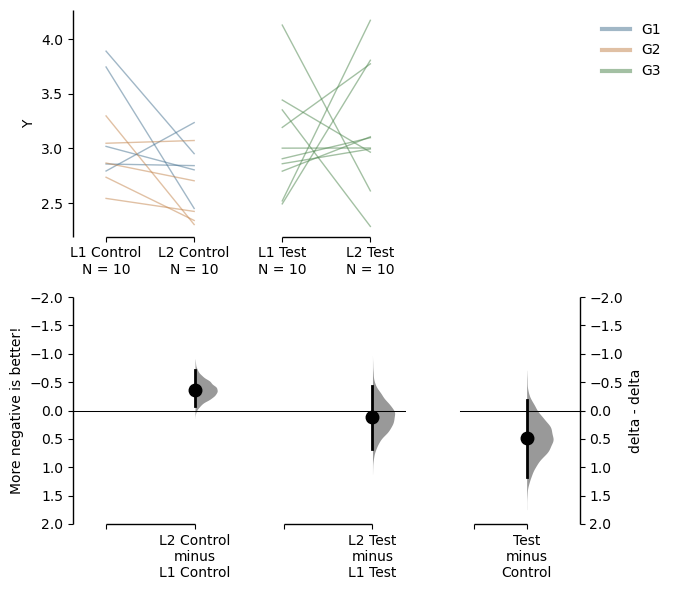 4.0
3.5
3.0
2.5
Y
G1
G2
G3
L1 Control
N = 10
L2 Control
N = 10
L1 Test
N = 10
L2 Test
N = 10
−2.0
−1.5
−1.0
−0.5
0.0
0.5
1.0
1.5
2.0
More negative is better!
−2.0
−1.5
−1.0
−0.5
0.0
0.5
1.0
1.5
2.0
delta - delta
L2 Control
minus
L1 Control
L2 Test
minus
L1 Test
Test
minus
Control